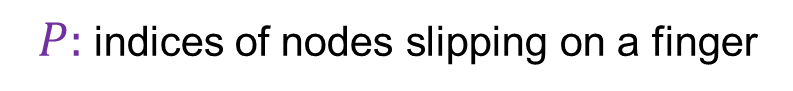 P: indices of nodes slipping on a finger